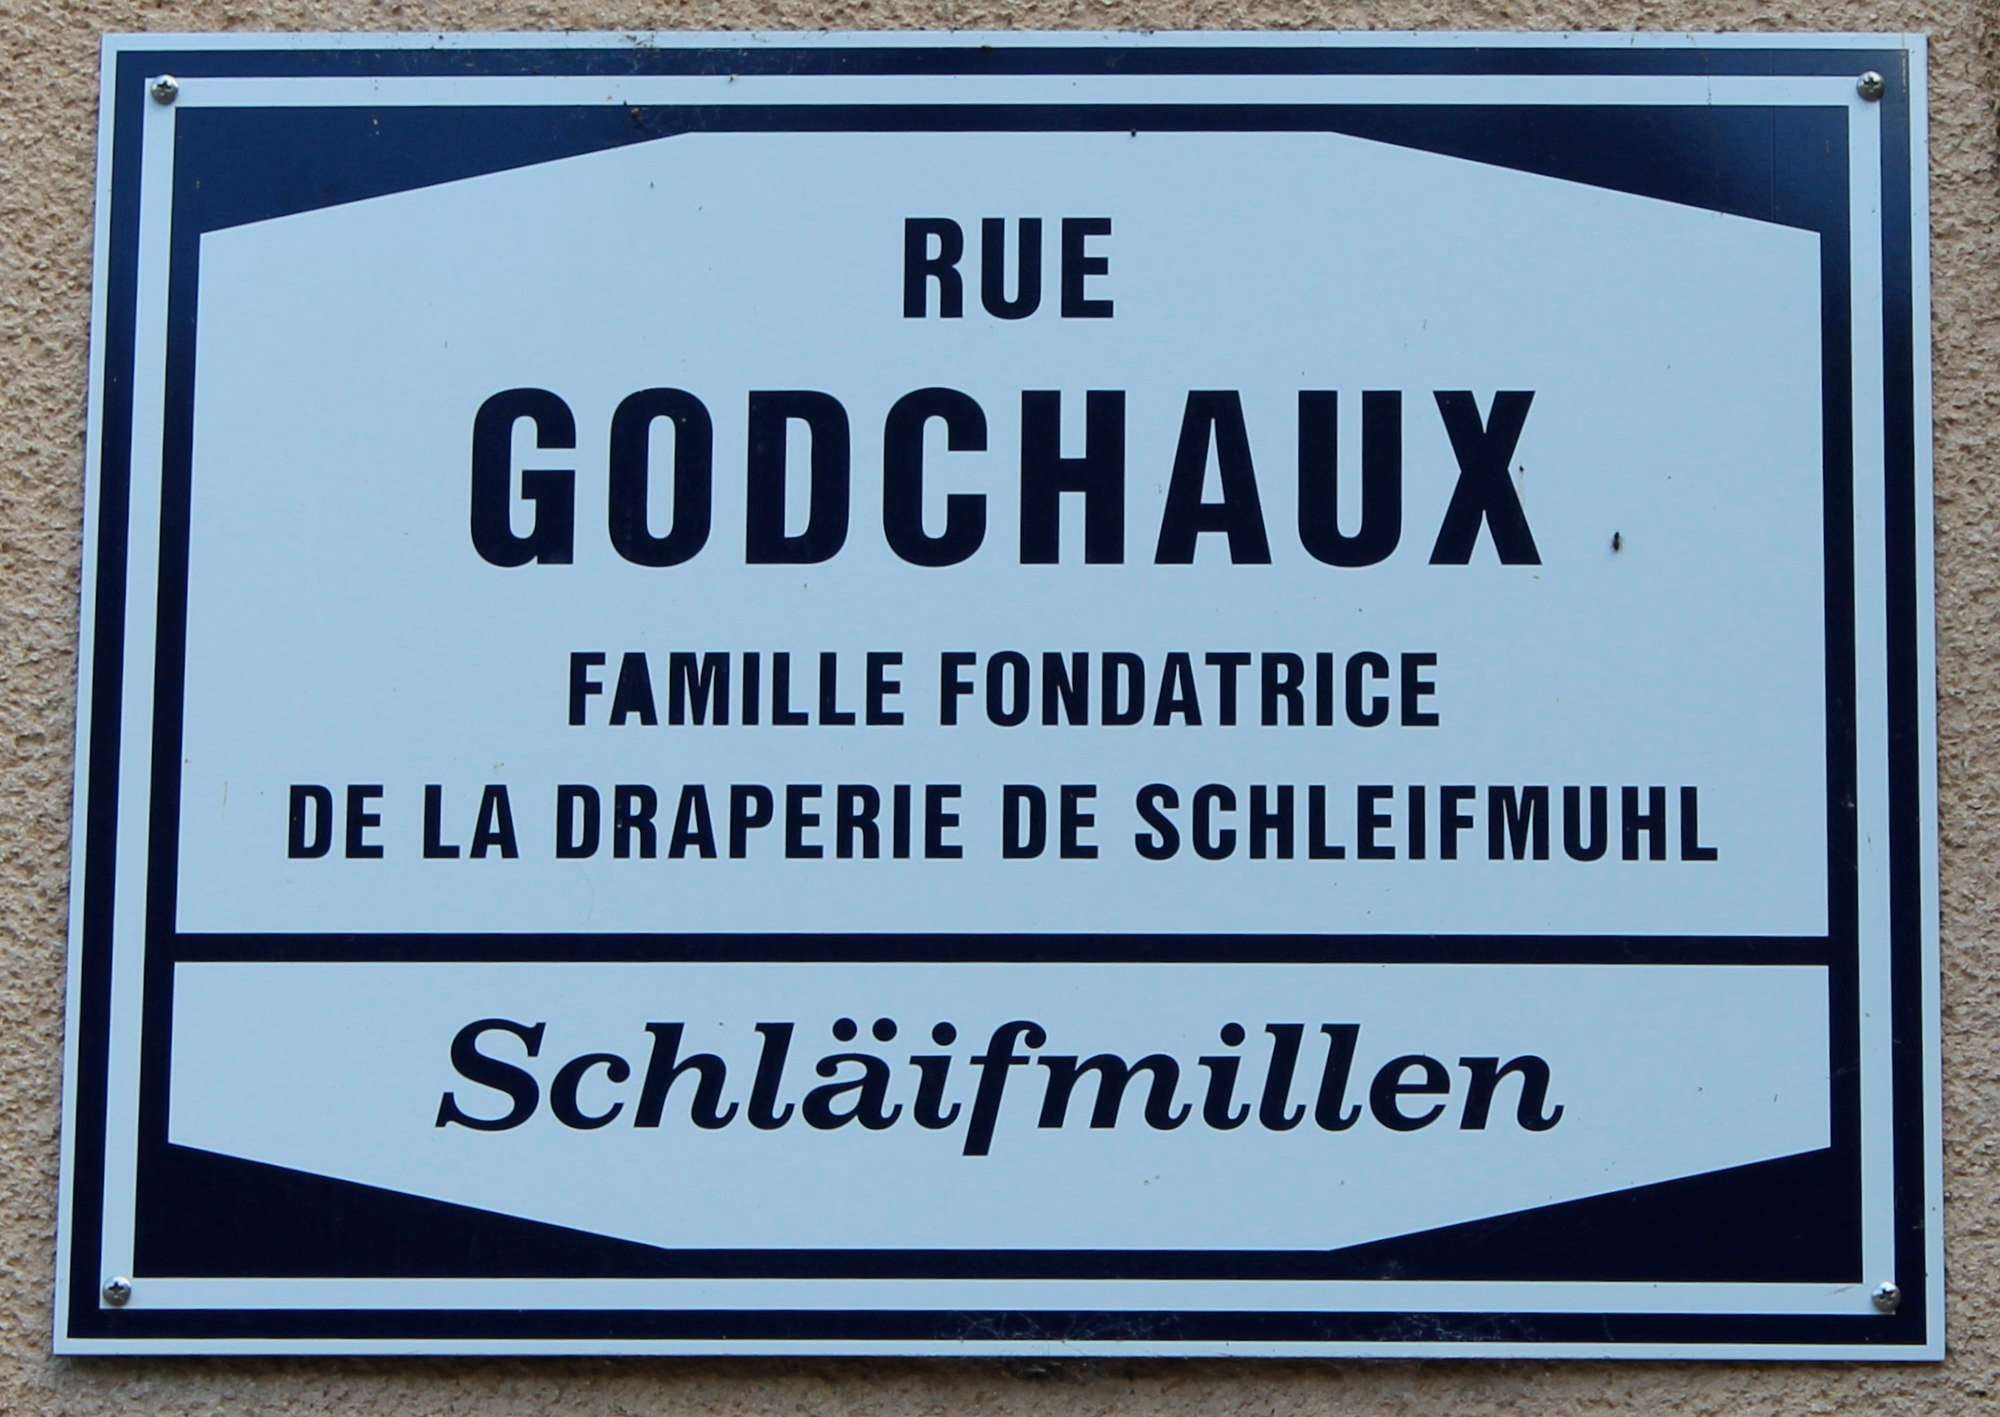 RUE
GODCHAUX
FAMILLE FONDATRICE
DE LA DRAPERIE DE SCHLEIFMUHL
Schläifmillen